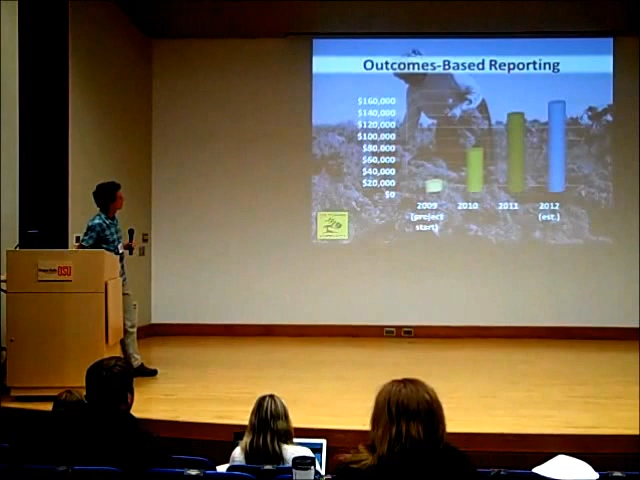 Outcomes-Based Reporting
$160,000
$140,000
$120,000
$100,000
$80,000
$60,000
$40,000
$20,000
$0
2009 2010 2011 2012
(project (est.)
start)
OSU